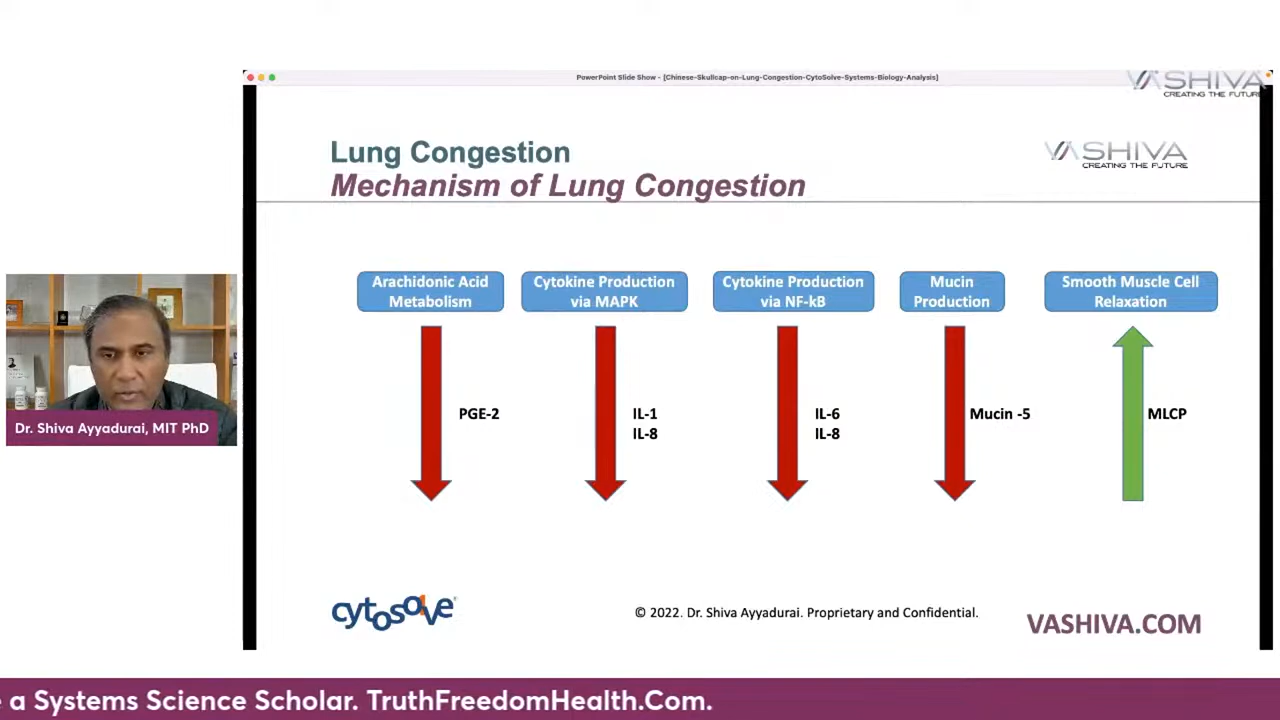 PowerPoint Slide Show - [Chinese-Skullcap-on-Lung-Congestion-CytoSolve-Systems-Biology-Analysis]
VASHIVA
CREATING THE FUTURE
Lung Congestion
Mechanism of Lung Congestion
VASHIVA
CREATING THE FUTURE
Arachidonic Acid
Metabolism
Cytokine Production
via MAPK
Cytokine Production
via NF-kB
Mucin
Production
Smooth Muscle Cell
Relaxation
PGE-2
IL-1
IL-8
IL-6
IL-8
Mucin -5
MLCP
Dr. Shiva Ayyadurai, MIT PhD
cytosolve
© 2022. Dr. Shiva Ayyadurai. Proprietary and Confidential.
VASHIVA.COM
a Systems Science Scholar. TruthFreedomHealth.Com.